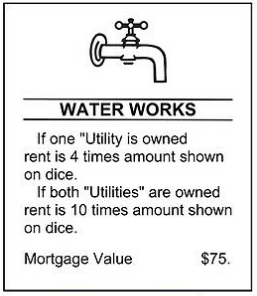 WATER WORKS
If one "Utility is owned
rent is 4 times amount shown
on dice.
If both "Utilities" are owned
rent is 10 times amount shown
on dice.
Mortgage Value $75.